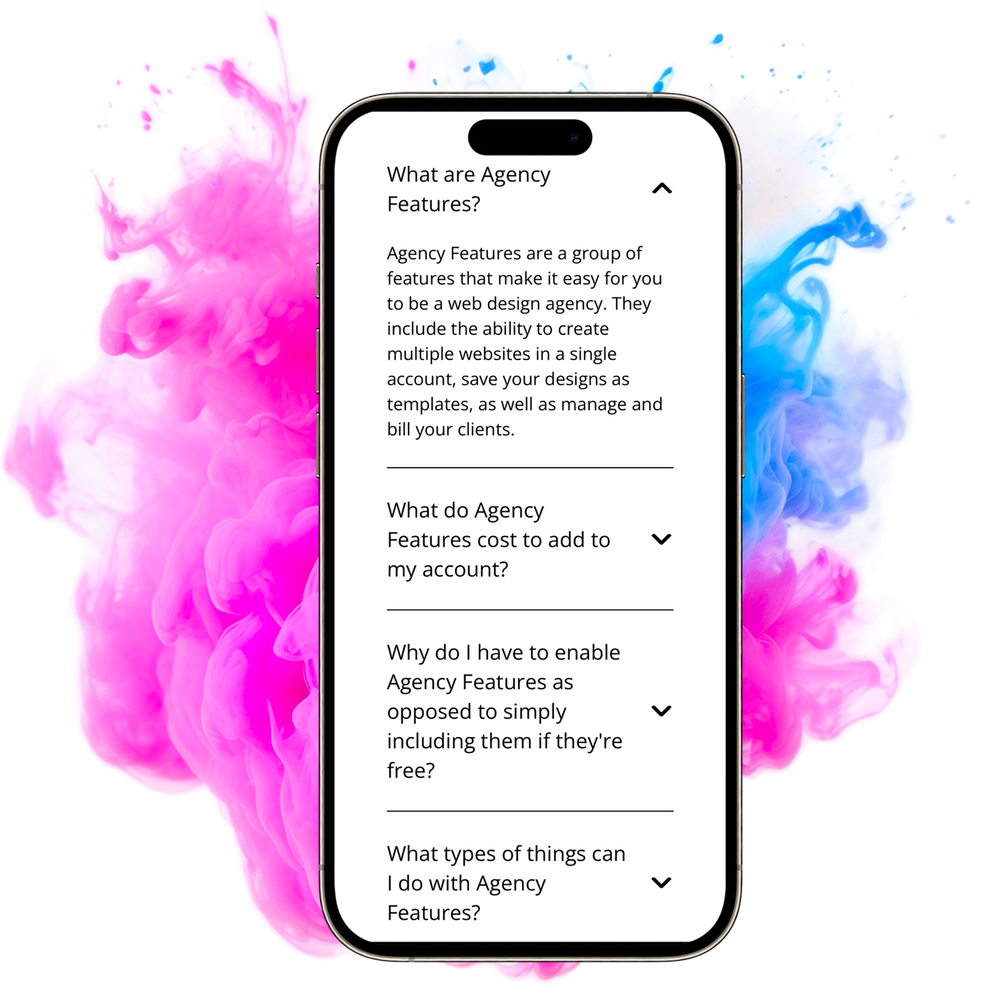 What are Agency
Features?
Agency Features are a group of
features that make it easy for you
to be a web design agency. They
include the ability to create
multiple websites in a single
account, save your designs as
templates, as well as manage and
bill your clients.
What do Agency
Features cost to add to
my account?
Why do I have to enable
Agency Features as
opposed to simply
including them if they're
free?
What types of things can
I do with Agency
Features?